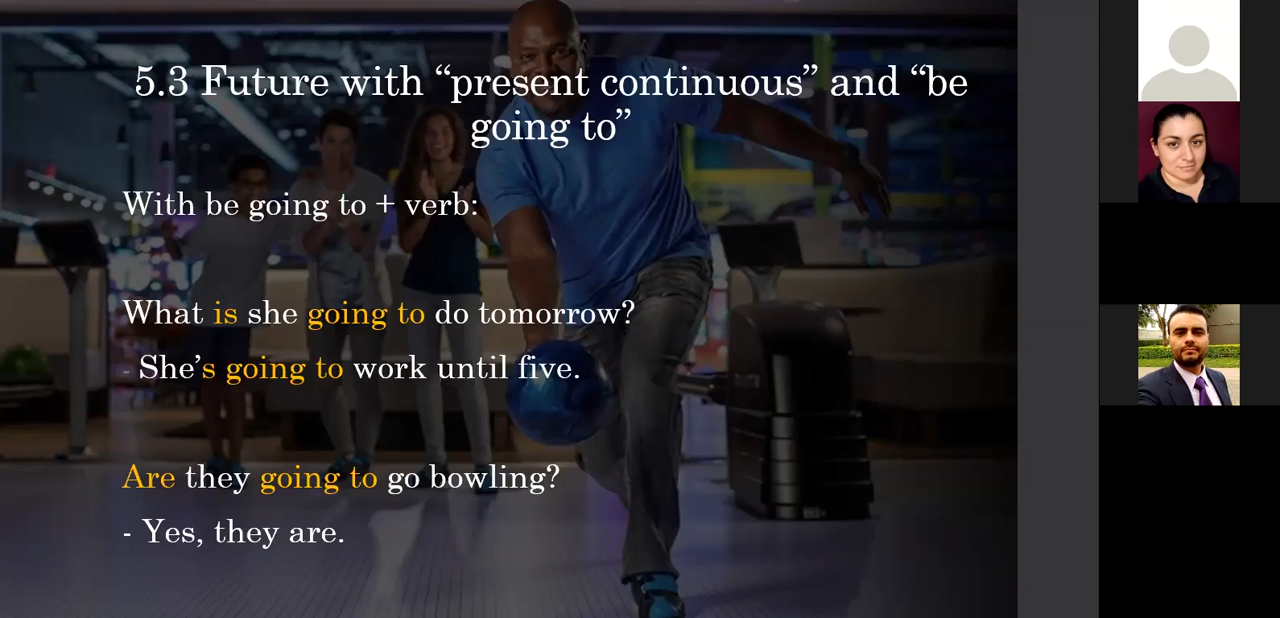 5.3 Future with “present continuous” and “be
going to”
With be going to + verb:
What is she going to do tomorrow?
- She’s going to work until five.
Are they going to go bowling?
- Yes, they are.